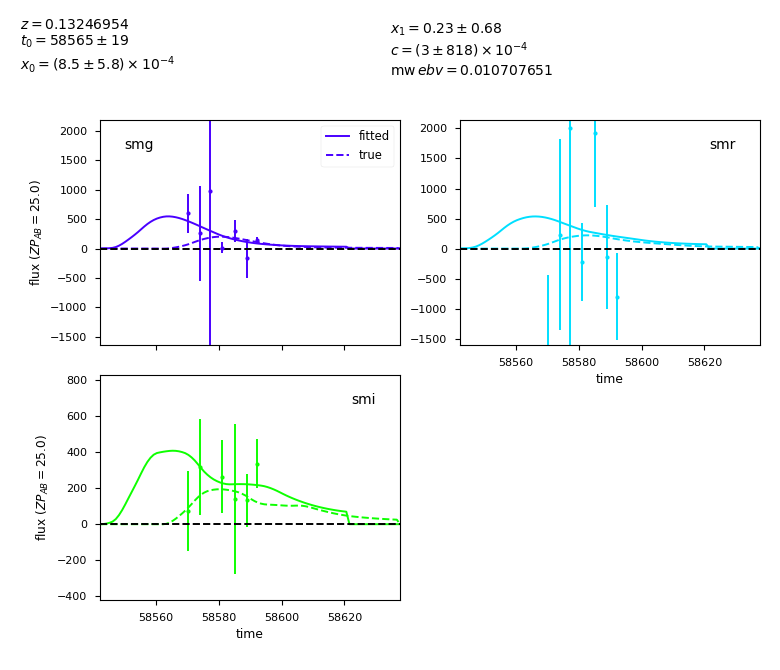 z = 0.13246954
t₀ = 58565 ± 19
x₀ = (8.5 ± 5.8) × 10⁻⁴
x₁ = 0.23 ± 0.68
c = (3 ± 818) × 10⁻⁴
mw ebv = 0.010707651
flux (ZP_AB = 25.0)
2000
1500
1000
500
0
−500
−1000
−1500
smg
fitted
true
2000
1500
1000
500
0
−500
−1000
−1500
smr
58560 58580 58600 58620
time
flux (ZP_AB = 25.0)
800
600
400
200
0
−200
−400
smi
58560 58580 58600 58620
time